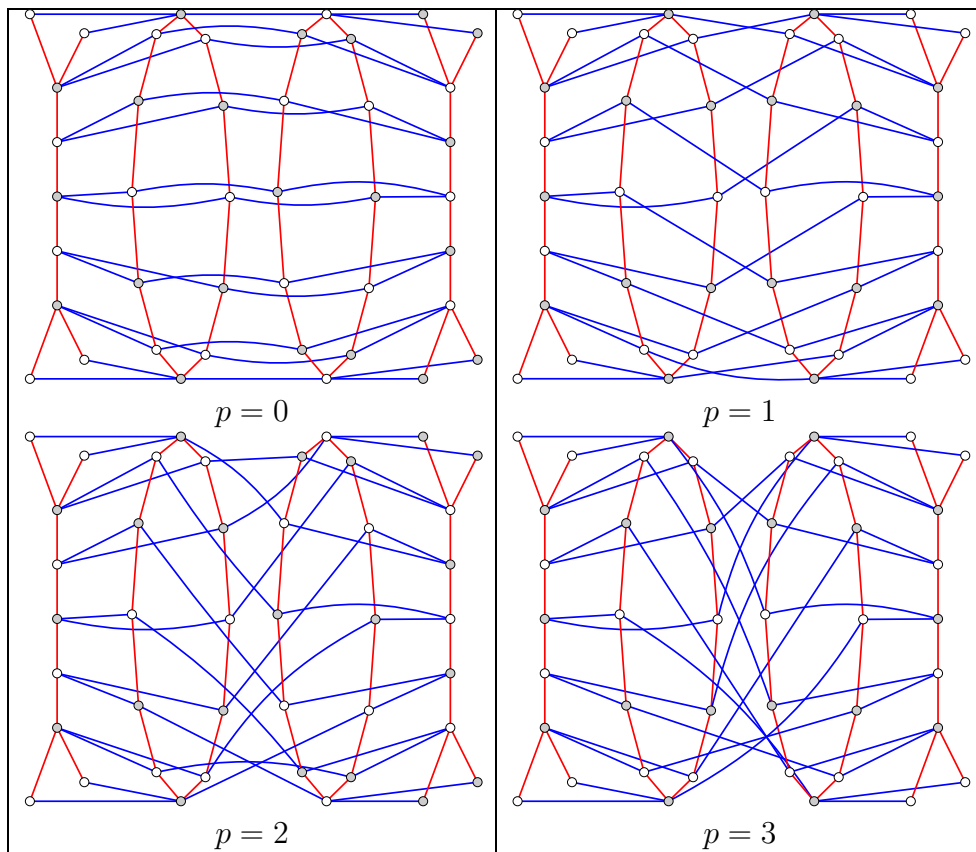 p = 0
p = 1
p = 2
p = 3